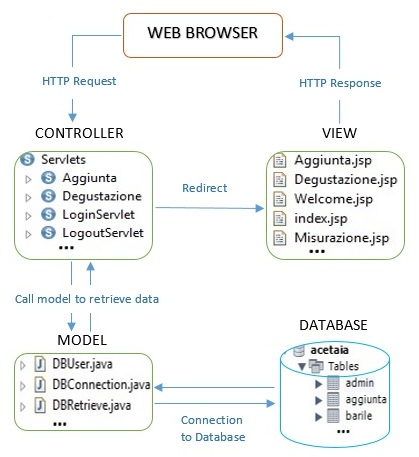 WEB BROWSER
HTTP Request
HTTP Response
CONTROLLER
VIEW
Servlets
Aggiunta
Degustazione
LoginServlet
LogoutServlet
...
Redirect
Aggiunta.jsp
Degustazione.jsp
Welcome.jsp
index.jsp
Misurazione.jsp
...
Call model to retrieve data
MODEL
DBUser.java
DBConnection.java
DBRetrieve.java
...
Connection
to Database
DATABASE
acetaia
Tables
admin
aggiunta
barile
...